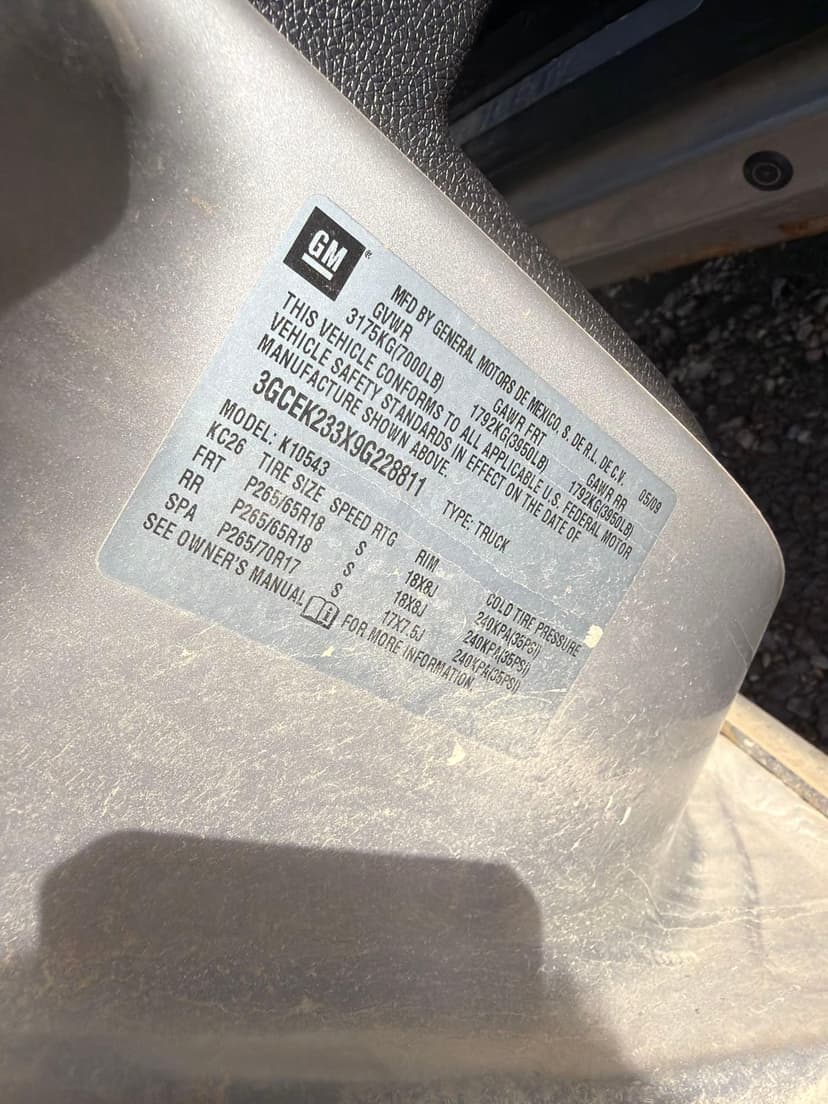 GM®
MFD BY GENERAL MOTORS DE MEXICO, S. DE R.L. DE C.V. 05/09
GVWR GAWR FRT GAWR RR
3175KG(7000LB) 1792KG(3950LB) 1792KG(3950LB)
THIS VEHICLE CONFORMS TO ALL APPLICABLE U.S. FEDERAL MOTOR
VEHICLE SAFETY STANDARDS IN EFFECT ON THE DATE OF
MANUFACTURE SHOWN ABOVE.
3GCEK233X9G228811 TYPE: TRUCK
MODEL: K10543
KC26 TIRE SIZE SPEED RTG RIM COLD TIRE PRESSURE
FRT P265/65R18 S 18X8J 240KPA(35PSI)
RR P265/65R18 S 18X8J 240KPA(35PSI)
SPA P265/70R17 S 17X7.5J 240KPA(35PSI)
SEE OWNER'S MANUAL FOR MORE INFORMATION.